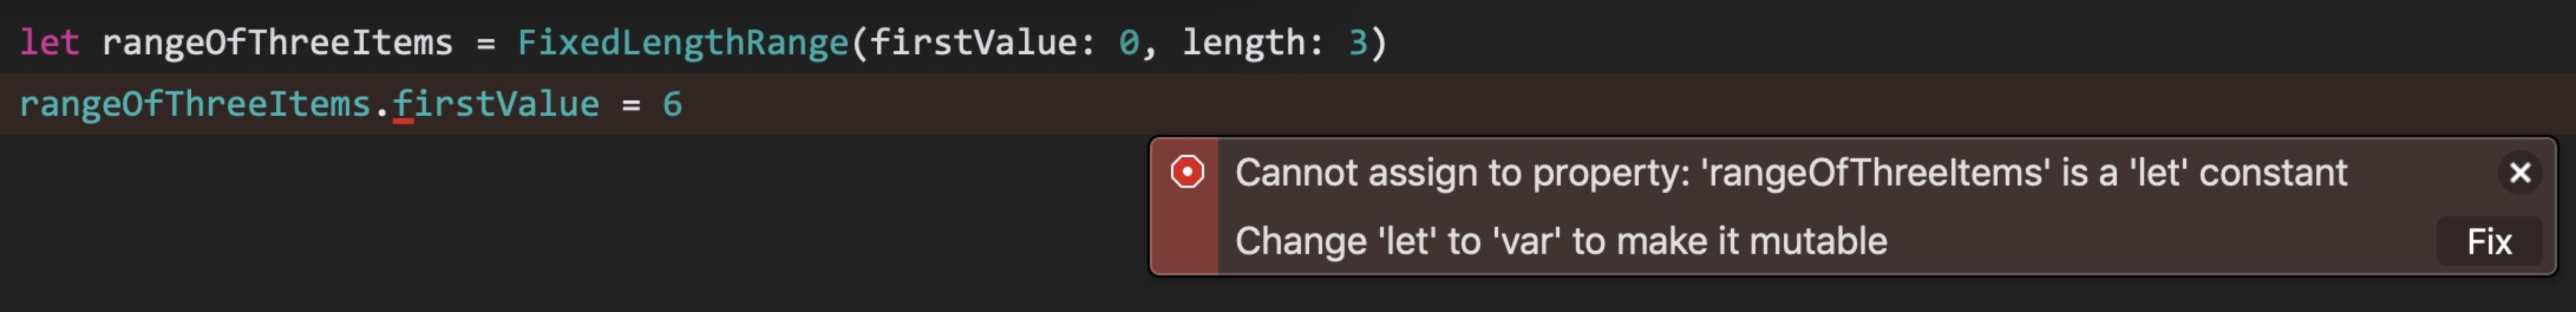 let rangeOfThreeItems = FixedLengthRange(firstValue: 0, length: 3)
rangeOfThreeItems.firstValue = 6
Cannot assign to property: 'rangeOfThreeItems' is a 'let' constant
Change 'let' to 'var' to make it mutable
Fix